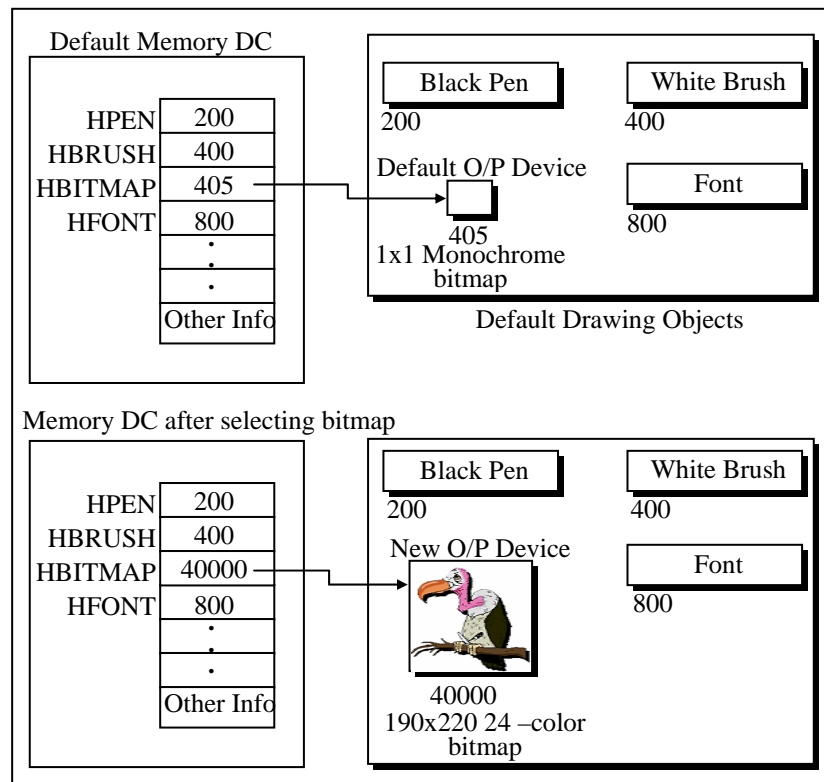 Default Memory DC
HPEN 200
HBRUSH 400
HBITMAP 405
HFONT 800
.
.
.
Other Info
Black Pen
200
White Brush
400
Default O/P Device
405
1x1 Monochrome
bitmap
Font
800
Default Drawing Objects
Memory DC after selecting bitmap
HPEN 200
HBRUSH 400
HBITMAP 40000
HFONT 800
.
.
.
Other Info
Black Pen
200
White Brush
400
New O/P Device
40000
190x220 24 –color
bitmap
Font
800